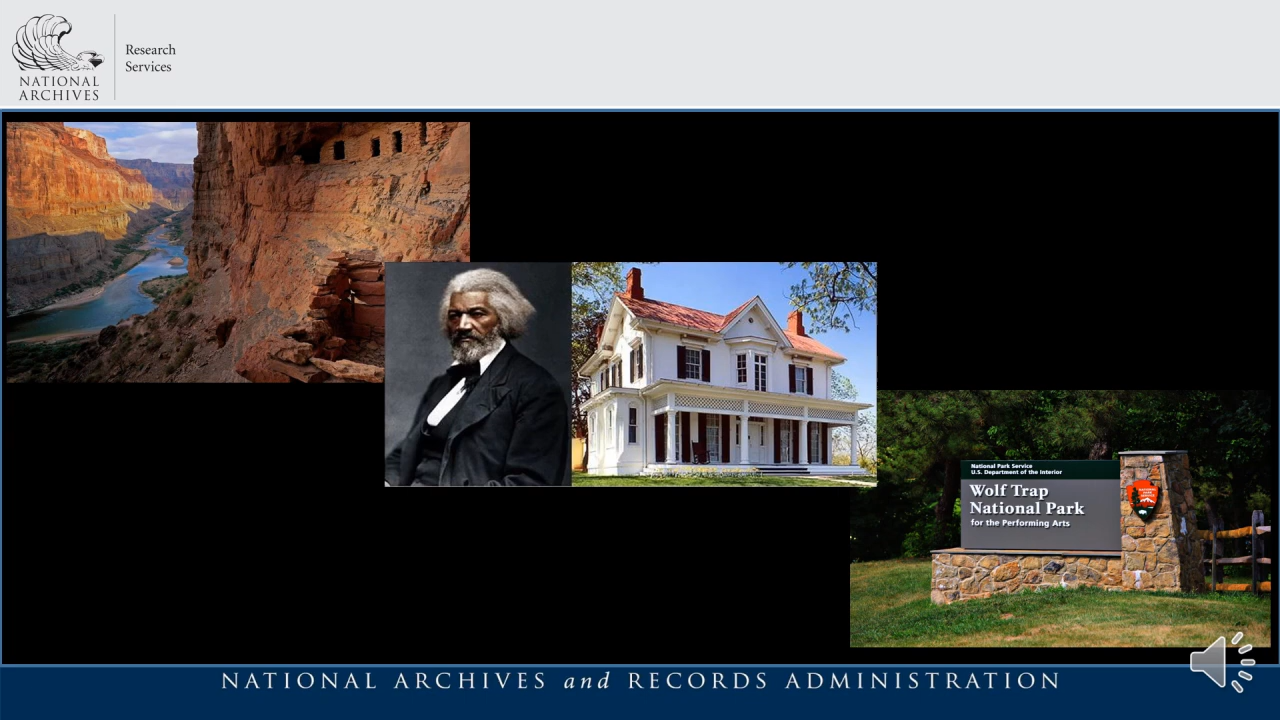 NATIONAL
ARCHIVES
Research
Services
National Park Service
U.S. Department of the Interior
Wolf Trap
National Park
for the Performing Arts
NATIONAL ARCHIVES and RECORDS ADMINISTRATION